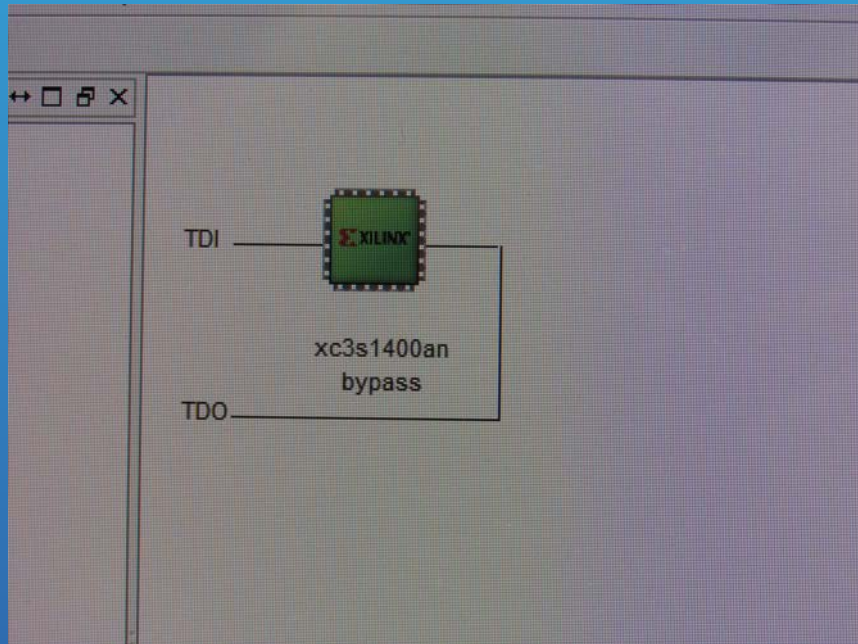 TDI
XILINX
xc3s1400an
bypass
TDO